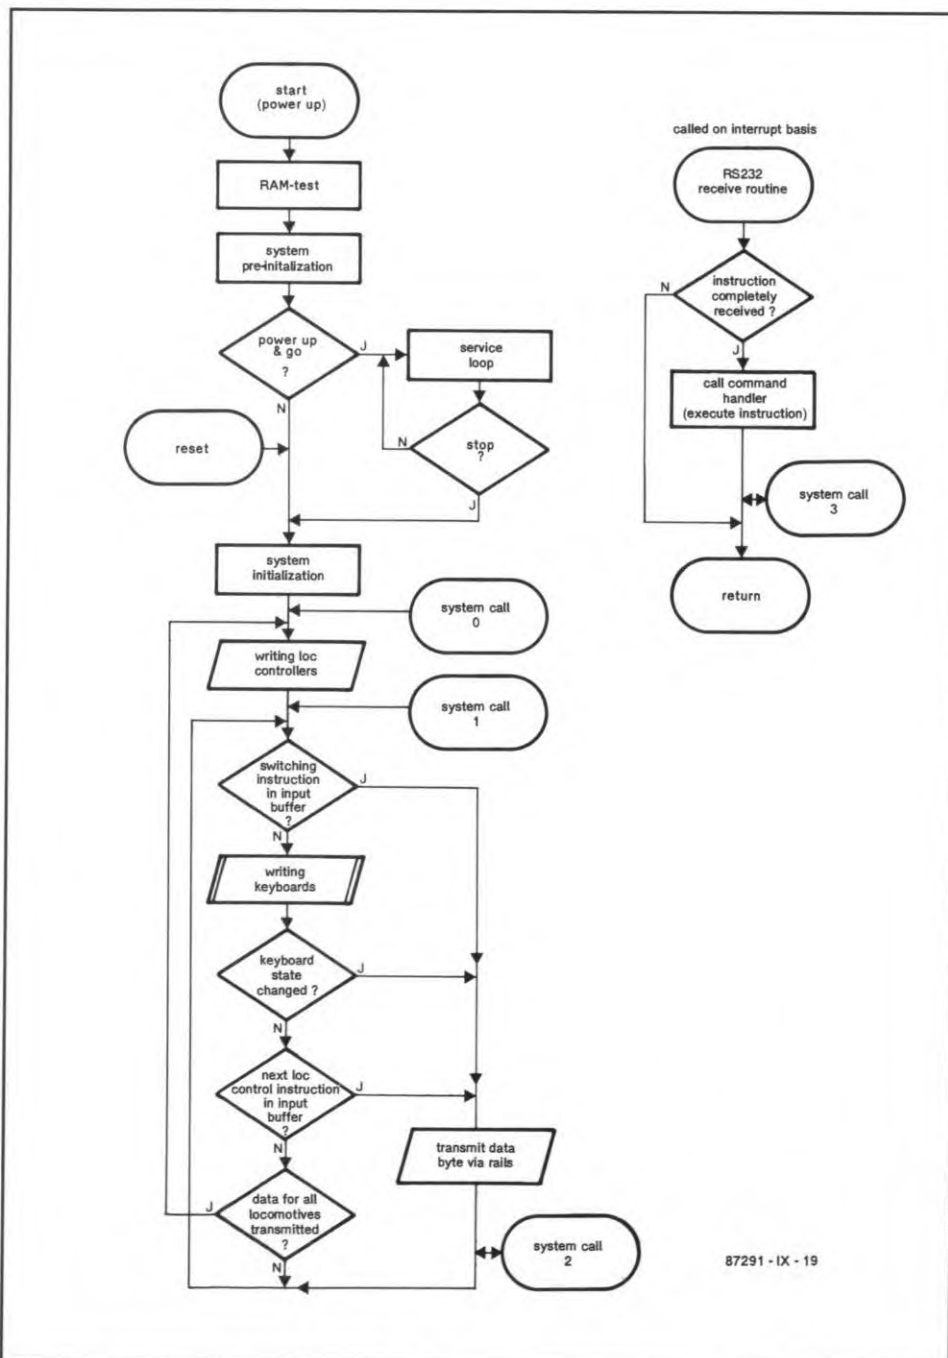 start
(power up)
RAM-test
system
pre-initalization
power up
& go
?
J
N
service
loop
stop
?
N
J
reset
system
initialization
system call
0
writing loc
controllers
system call
1
switching
instruction
in input
buffer
?
J
N
writing
keyboards
keyboard
state
changed ?
J
N
next loc
control instruction
in input
buffer
?
J
N
transmit data
byte via rails
data for all
locomotives
transmitted
?
J
N
system call
2
called on interrupt basis
RS232
receive routine
instruction
completely
received ?
N
J
call command
handler
(execute instruction)
system call
3
return
87291 - IX - 19